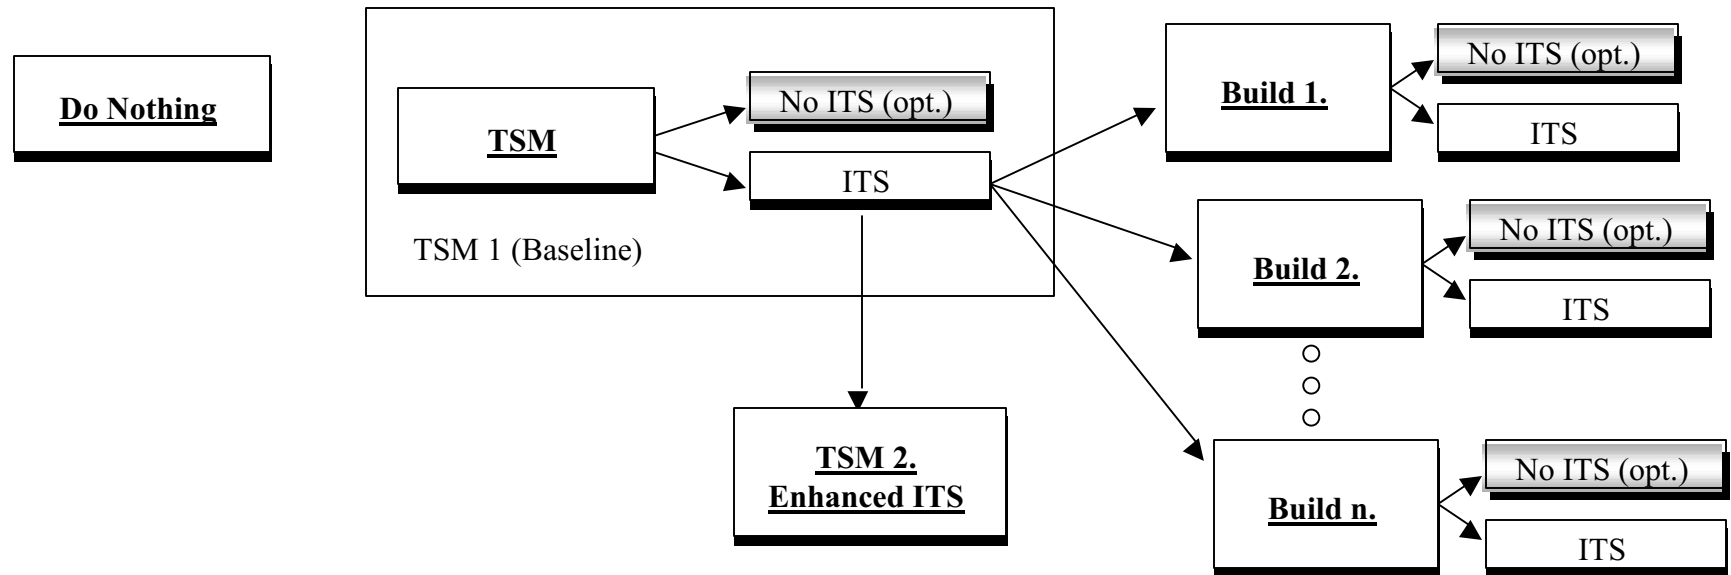 Do Nothing
TSM
No ITS (opt.)
ITS
TSM 1 (Baseline)
TSM 2.
Enhanced ITS
Build 1.
No ITS (opt.)
ITS
Build 2.
No ITS (opt.)
ITS
Build n.
No ITS (opt.)
ITS